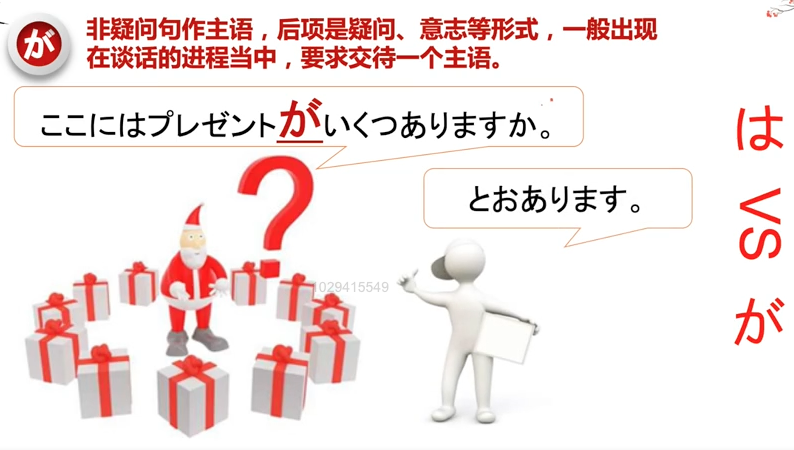 が
非疑问句作主语，后项是疑问、意志等形式，一般出现
在谈话的进程当中，要求交待一个主语。
ここにはプレゼントがいくつありますか。
とおあります。
1029415549
は VS が